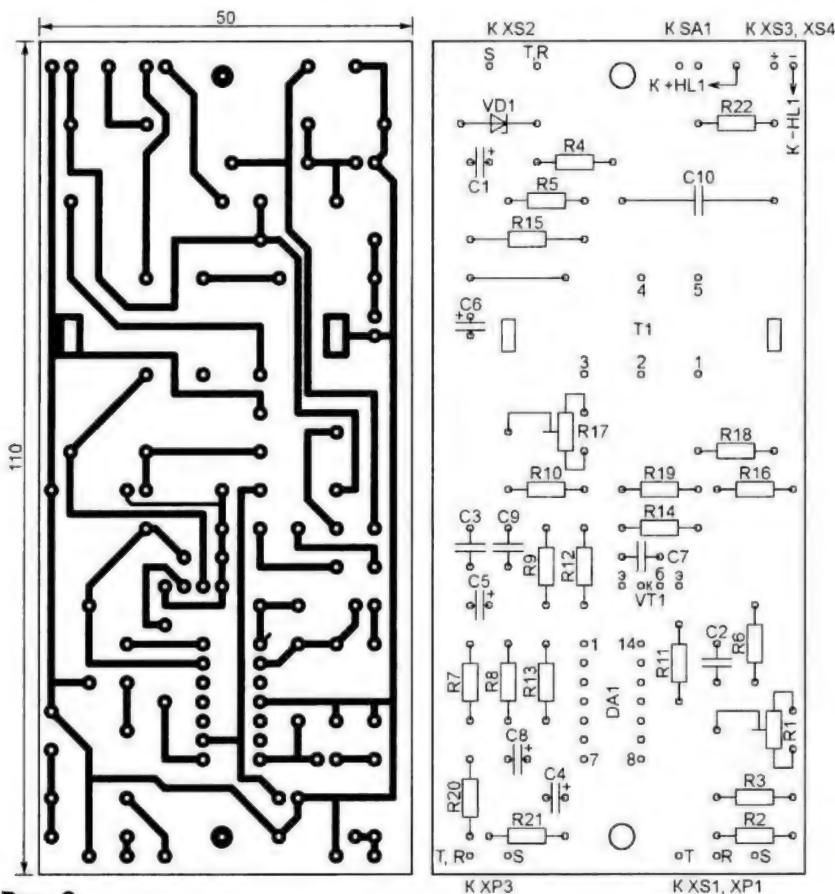 50
110
К XS2
К SA1
К XS3, XS4
S
T,R
+
−
К +HL1
К −HL1
VD1
R22
C1
+
R4
R5
C10
R15
4
5
C6
+
T1
3
2
1
R17
R18
R10
R19
R16
R14
C3
C9
R9
R12
C7
э
к
б
э
VT1
C5
+
R11
C2
R6
1
14
R7
R8
R13
DA1
R1
7
8
C8
+
R20
C4
+
R3
R21
R2
T, R
S
T
R
S
К XP3
К XS1, XP1